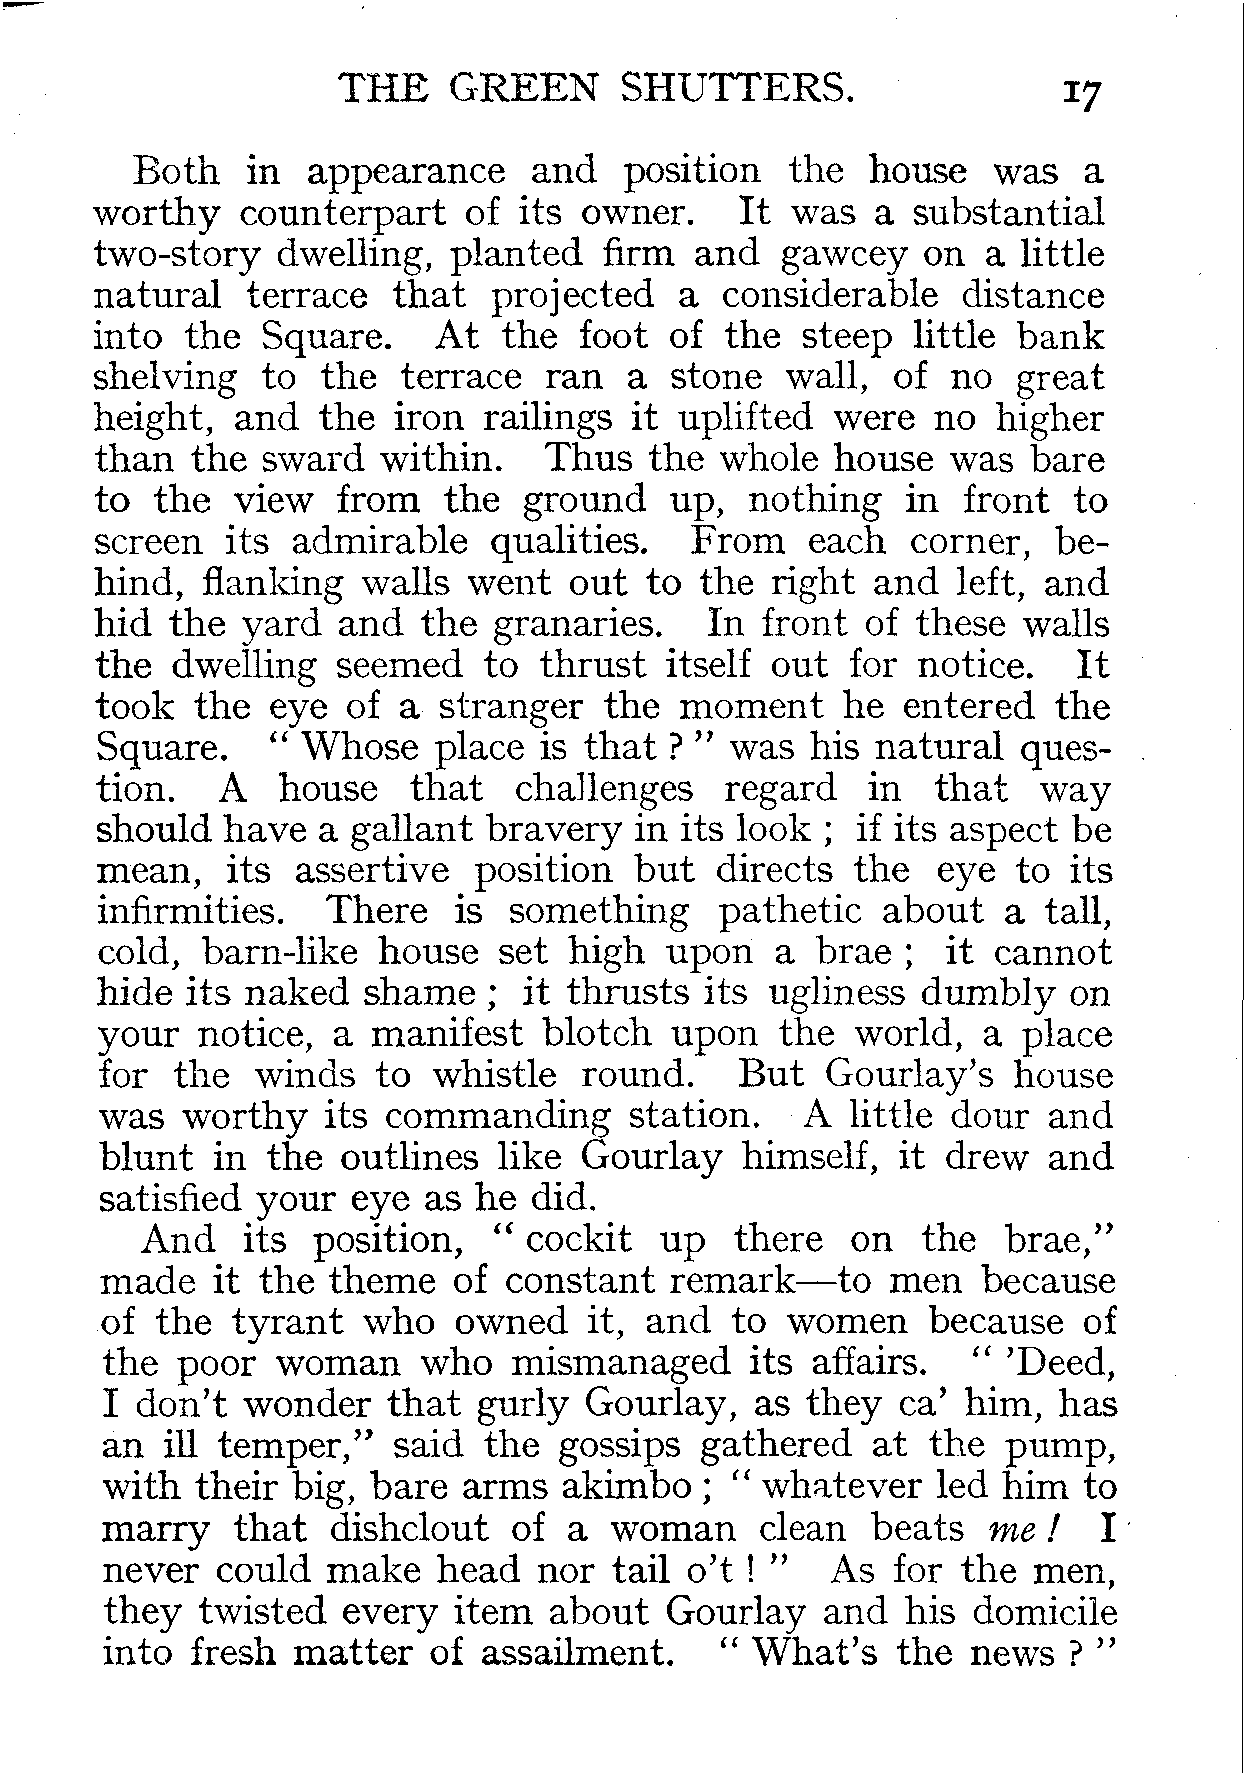 THE GREEN SHUTTERS. 17
Both in appearance and position the house was a
worthy counterpart of its owner. It was a substantial
two-story dwelling, planted firm and gawcey on a little
natural terrace that projected a considerable distance
into the Square. At the foot of the steep little bank
shelving to the terrace ran a stone wall, of no great
height, and the iron railings it uplifted were no higher
than the sward within. Thus the whole house was bare
to the view from the ground up, nothing in front to
screen its admirable qualities. From each corner, be-
hind, flanking walls went out to the right and left, and
hid the yard and the granaries. In front of these walls
the dwelling seemed to thrust itself out for notice. It
took the eye of a stranger the moment he entered the
Square. “ Whose place is that ? ” was his natural ques-
tion. A house that challenges regard in that way
should have a gallant bravery in its look ; if its aspect be
mean, its assertive position but directs the eye to its
infirmities. There is something pathetic about a tall,
cold, barn-like house set high upon a brae ; it cannot
hide its naked shame ; it thrusts its ugliness dumbly on
your notice, a manifest blotch upon the world, a place
for the winds to whistle round. But Gourlay’s house
was worthy its commanding station. A little dour and
blunt in the outlines like Gourlay himself, it drew and
satisfied your eye as he did.
And its position, “ cockit up there on the brae,”
made it the theme of constant remark—to men because
of the tyrant who owned it, and to women because of
the poor woman who mismanaged its affairs. “ ’Deed,
I don’t wonder that gurly Gourlay, as they ca’ him, has
an ill temper,” said the gossips gathered at the pump,
with their big, bare arms akimbo ; “ whatever led him to
marry that dishclout of a woman clean beats me ! I
never could make head nor tail o’t ! ” As for the men,
they twisted every item about Gourlay and his domicile
into fresh matter of assailment. “ What’s the news ? ”